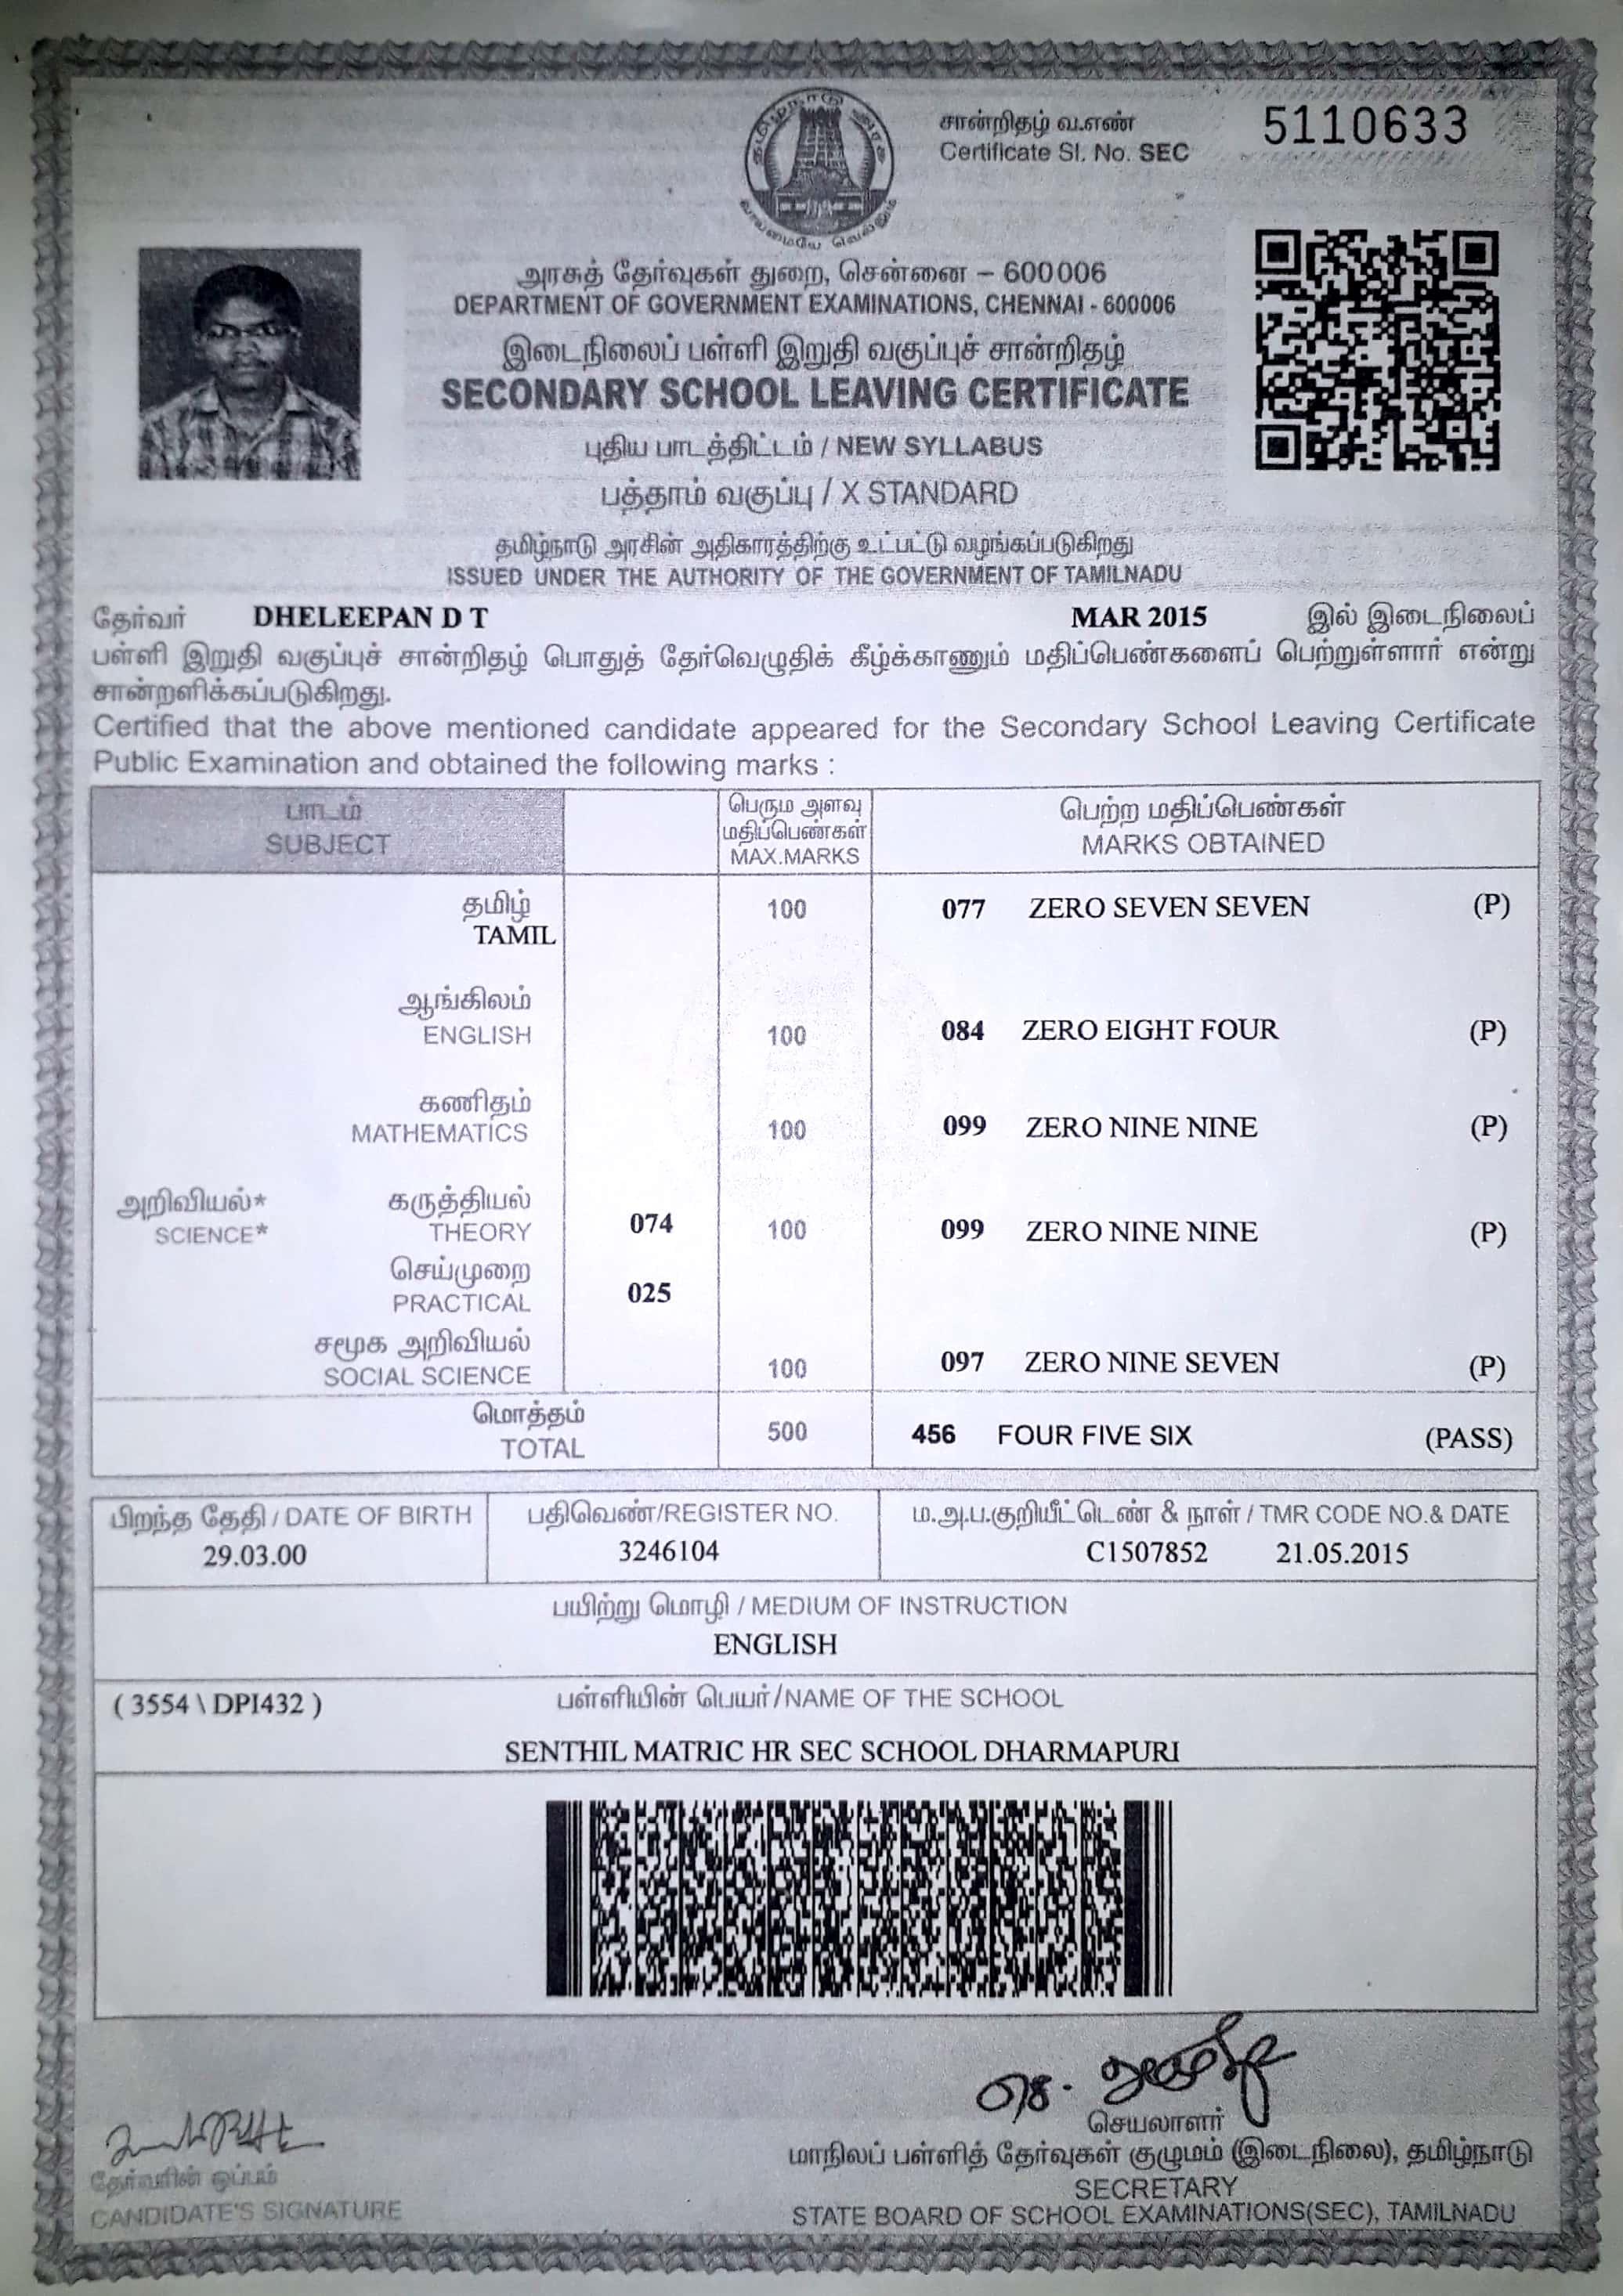 தமிழ்நாடு அரசு
வாய்மையே வெல்லும்
சான்றிதழ் வ.எண்
Certificate Sl. No. SEC
5110633
அரசுத் தேர்வுகள் துறை, சென்னை – 600006
DEPARTMENT OF GOVERNMENT EXAMINATIONS, CHENNAI - 600006
இடைநிலைப் பள்ளி இறுதி வகுப்புச் சான்றிதழ்
SECONDARY SCHOOL LEAVING CERTIFICATE
புதிய பாடத்திட்டம் / NEW SYLLABUS
பத்தாம் வகுப்பு / X STANDARD
தமிழ்நாடு அரசின் அதிகாரத்திற்கு உட்பட்டு வழங்கப்படுகிறது
ISSUED UNDER THE AUTHORITY OF THE GOVERNMENT OF TAMILNADU
தேர்வர் DHELEEPAN D T MAR 2015 இல் இடைநிலைப்
பள்ளி இறுதி வகுப்புச் சான்றிதழ் பொதுத் தேர்வெழுதிக் கீழ்க்காணும் மதிப்பெண்களைப் பெற்றுள்ளார் என்று
சான்றளிக்கப்படுகிறது.
Certified that the above mentioned candidate appeared for the Secondary School Leaving Certificate
Public Examination and obtained the following marks :
பாடம்
SUBJECT
பெரும அளவு
மதிப்பெண்கள்
MAX.MARKS
பெற்ற மதிப்பெண்கள்
MARKS OBTAINED
தமிழ்
TAMIL 100 077 ZERO SEVEN SEVEN (P)
ஆங்கிலம்
ENGLISH 100 084 ZERO EIGHT FOUR (P)
கணிதம்
MATHEMATICS 100 099 ZERO NINE NINE (P)
அறிவியல்* கருத்தியல்
SCIENCE* THEORY 074 100 099 ZERO NINE NINE (P)
செய்முறை
PRACTICAL 025
சமூக அறிவியல்
SOCIAL SCIENCE 100 097 ZERO NINE SEVEN (P)
மொத்தம்
TOTAL 500 456 FOUR FIVE SIX (PASS)
பிறந்த தேதி / DATE OF BIRTH
29.03.00
பதிவெண்/REGISTER NO.
3246104
ம.அ.ப.குறியீட்டெண் & நாள் / TMR CODE NO.& DATE
C1507852 21.05.2015
பயிற்று மொழி / MEDIUM OF INSTRUCTION
ENGLISH
( 3554 \ DPI432 ) பள்ளியின் பெயர்/NAME OF THE SCHOOL
SENTHIL MATRIC HR SEC SCHOOL DHARMAPURI
தேர்வரின் ஒப்பம்
CANDIDATE'S SIGNATURE
செயலாளர்
மாநிலப் பள்ளித் தேர்வுகள் குழுமம் (இடைநிலை), தமிழ்நாடு
SECRETARY
STATE BOARD OF SCHOOL EXAMINATIONS(SEC), TAMILNADU